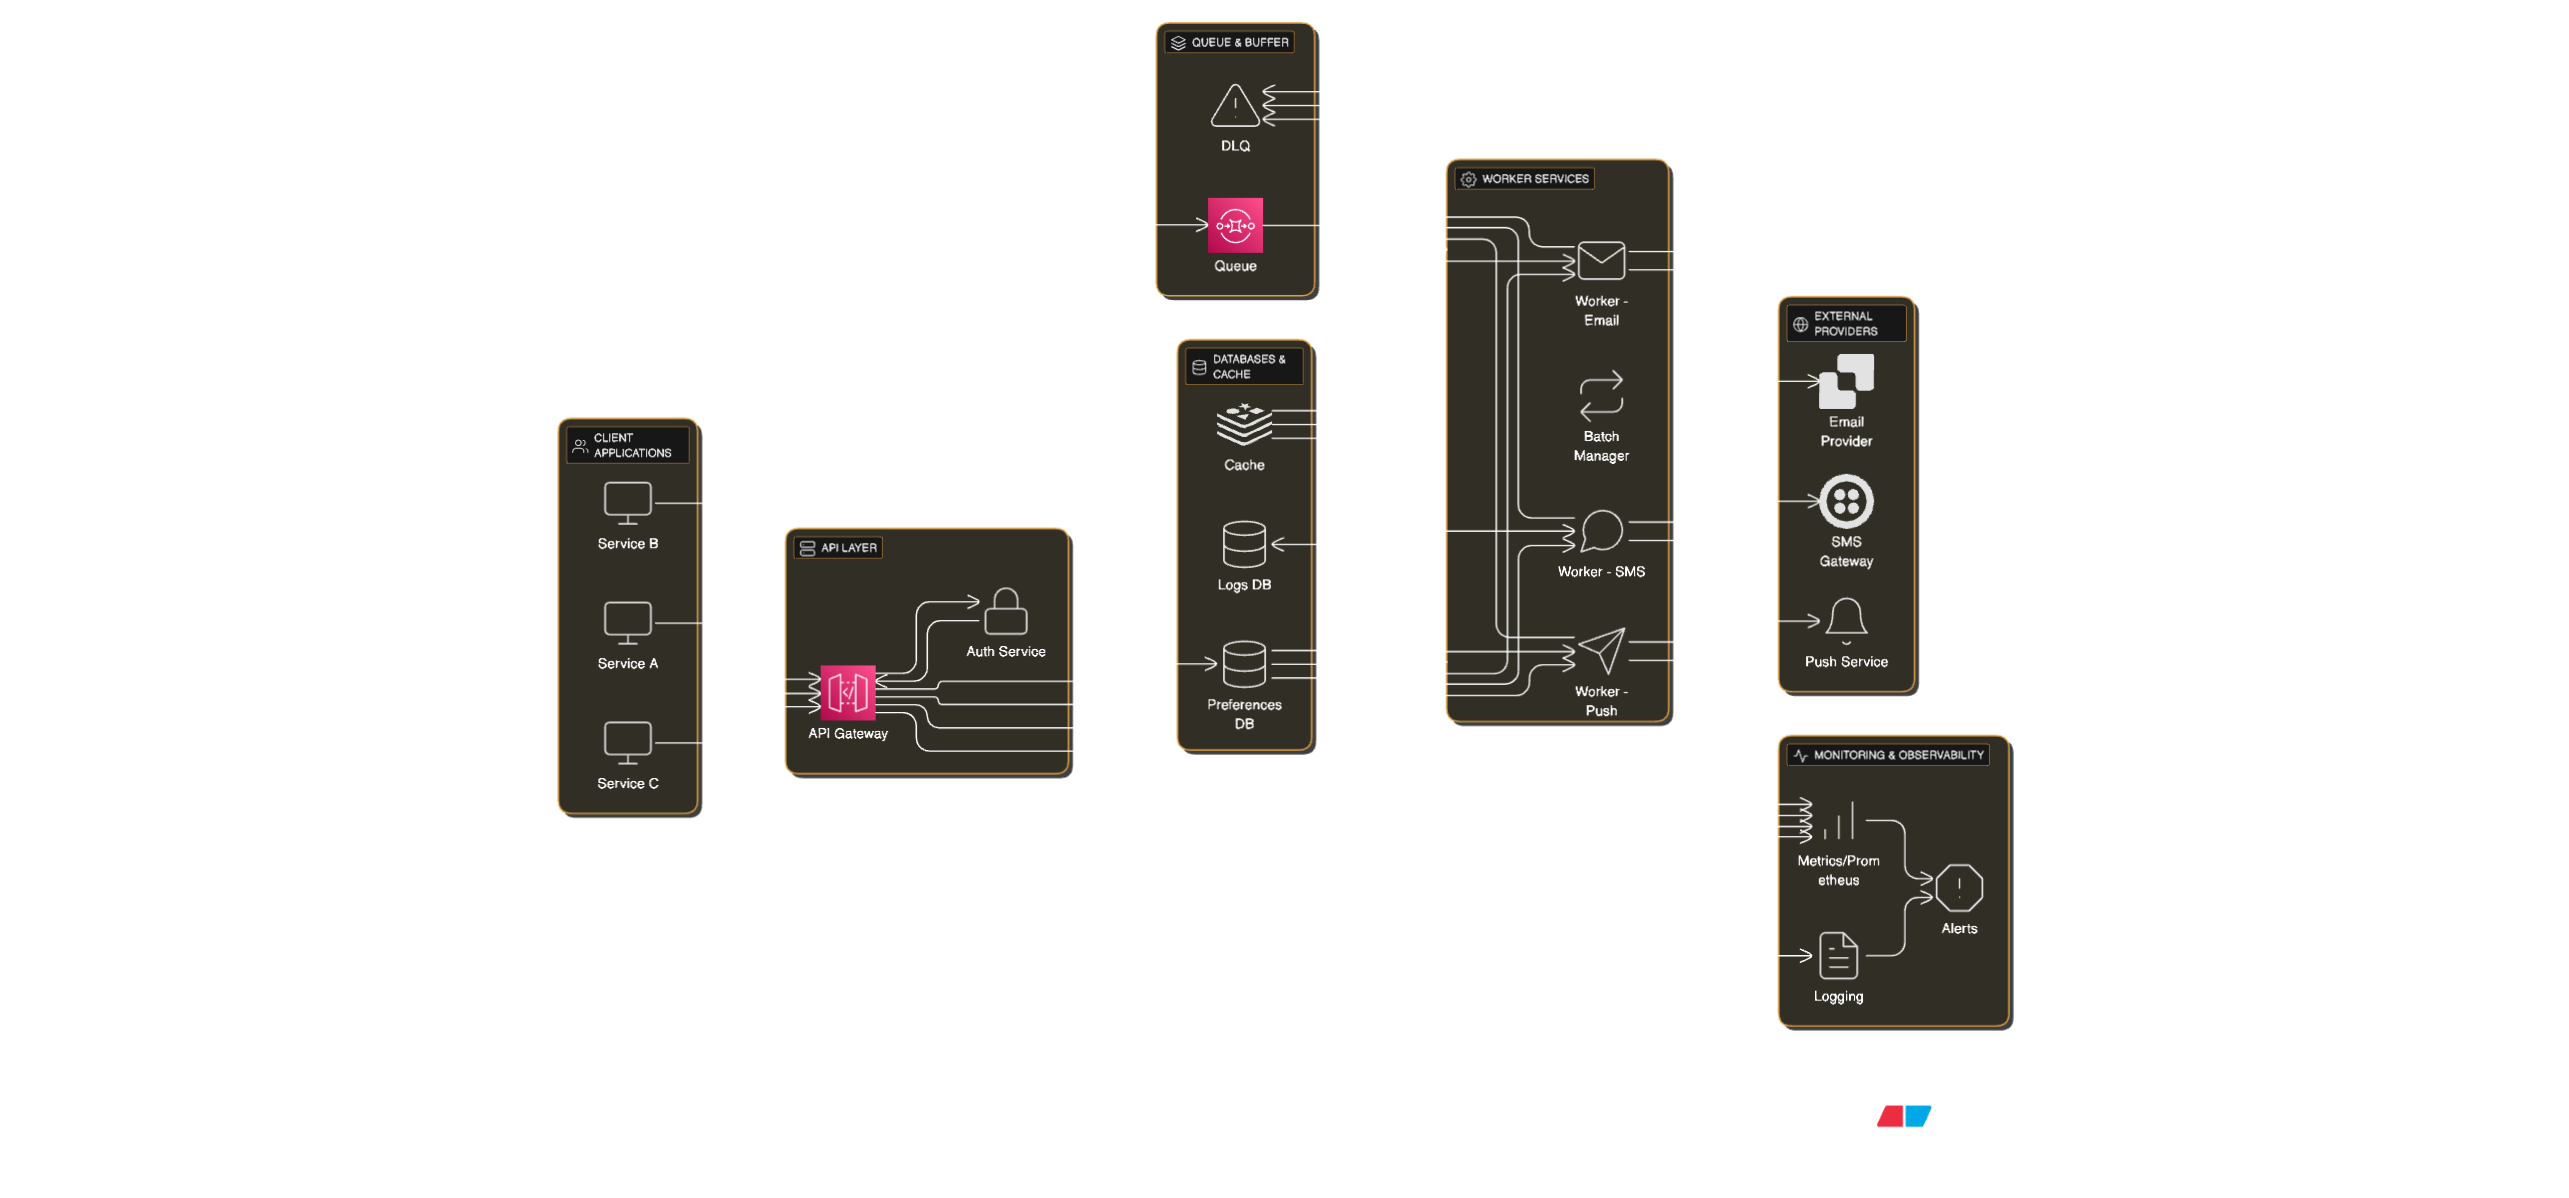 QUEUE & BUFFER
DLQ
Queue
DATABASES &
CACHE
Cache
Logs DB
Preferences
DB
WORKER SERVICES
Worker -
Email
Batch
Manager
Worker - SMS
Worker -
Push
EXTERNAL
PROVIDERS
Email
Provider
SMS
Gateway
Push Service
CLIENT
APPLICATIONS
Service B
Service A
Service C
API LAYER
Auth Service
API Gateway
MONITORING & OBSERVABILITY
Metrics/Prom
etheus
Alerts
Logging